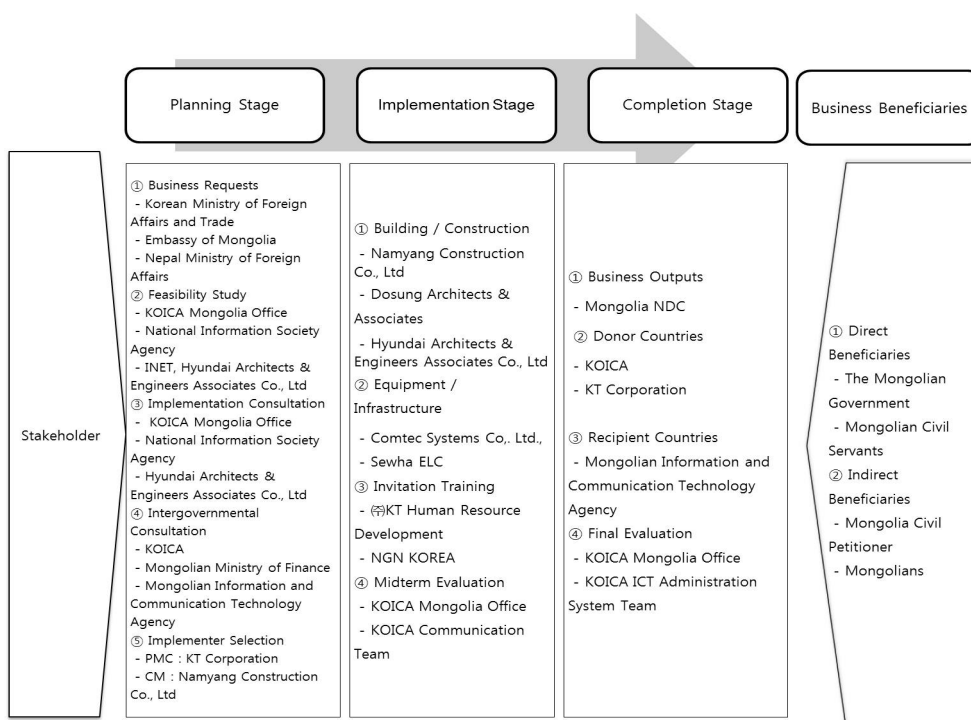 Planning Stage
Implementation Stage
Completion Stage
Business Beneficiaries
Stakeholder
① Business Requests
- Korean Ministry of Foreign
Affairs and Trade
- Embassy of Mongolia
- Nepal Ministry of Foreign
Affairs
② Feasibility Study
- KOICA Mongolia Office
- National Information Society
Agency
- INET, Hyundai Architects &
Engineers Associates Co., Ltd
③ Implementation Consultation
- KOICA Mongolia Office
- National Information Society
Agency
- Hyundai Architects &
Engineers Associates Co., Ltd
④ Intergovernmental
Consultation
- KOICA
- Mongolian Ministry of Finance
- Mongolian Information and
Communication Technology
Agency
⑤ Implementer Selection
- PMC : KT Corporation
- CM : Namyang Construction
Co., Ltd
① Building / Construction
- Namyang Construction
Co., Ltd
- Dosung Architects &
Associates
- Hyundai Architects &
Engineers Associates Co., Ltd
② Equipment /
Infrastructure
- Comtec Systems Co,. Ltd.,
- Sewha ELC
③ Invitation Training
- ㈜KT Human Resource
Development
- NGN KOREA
④ Midterm Evaluation
- KOICA Mongolia Office
- KOICA Communication
Team
① Business Outputs
- Mongolia NDC
② Donor Countries
- KOICA
- KT Corporation
③ Recipient Countries
- Mongolian Information and
Communication Technology
Agency
④ Final Evaluation
- KOICA Mongolia Office
- KOICA ICT Administration
System Team
① Direct
Beneficiaries
- The Mongolian
Government
- Mongolian Civil
Servants
② Indirect
Beneficiaries
- Mongolia Civil
Petitioner
- Mongolians